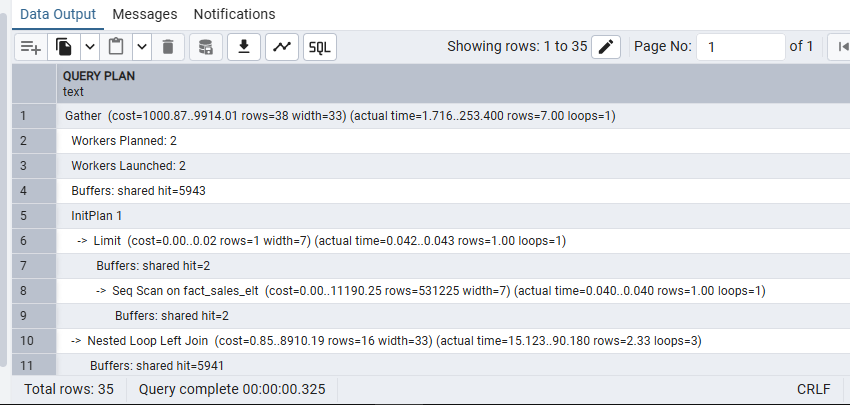 Data Output Messages Notifications
SQL Showing rows: 1 to 35 Page No: 1 of 1
QUERY PLAN
text
1 Gather (cost=1000.87..9914.01 rows=38 width=33) (actual time=1.716..253.400 rows=7.00 loops=1)
2 Workers Planned: 2
3 Workers Launched: 2
4 Buffers: shared hit=5943
5 InitPlan 1
6 -> Limit (cost=0.00..0.02 rows=1 width=7) (actual time=0.042..0.043 rows=1.00 loops=1)
7 Buffers: shared hit=2
8 -> Seq Scan on fact_sales_elt (cost=0.00..11190.25 rows=531225 width=7) (actual time=0.040..0.040 rows=1.00 loops=1)
9 Buffers: shared hit=2
10 -> Nested Loop Left Join (cost=0.85..8910.19 rows=16 width=33) (actual time=15.123..90.180 rows=2.33 loops=3)
11 Buffers: shared hit=5941
Total rows: 35 Query complete 00:00:00.325 CRLF